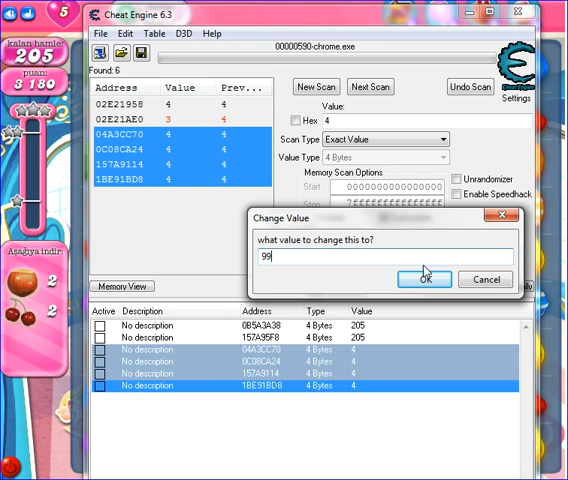 5
kalan hamle:
205
puan:
3 180
Aşağıya indir:
2
2
Cheat Engine 6.3
File Edit Table D3D Help
00000590-chrome.exe
Found: 6
Address Value Prev...
02E21958 4 4
02E21AE0 3 4
04A3CC70 4 4
0C08CA24 4 4
157A9114 4 4
1BE91BD8 4 4
New Scan Next Scan Undo Scan
Settings
Value:
Hex 4
Scan Type Exact Value
Value Type 4 Bytes
Memory Scan Options
Start 0000000000000000
Unrandomizer
Enable Speedhack
Change Value
what value to change this to?
99
OK Cancel
Memory View
Active Description Address Type Value
No description 0B5A3A38 4 Bytes 205
No description 157A95F8 4 Bytes 205
No description 04A3CC70 4 Bytes 4
No description 0C08CA24 4 Bytes 4
No description 157A9114 4 Bytes 4
No description 1BE91BD8 4 Bytes 4